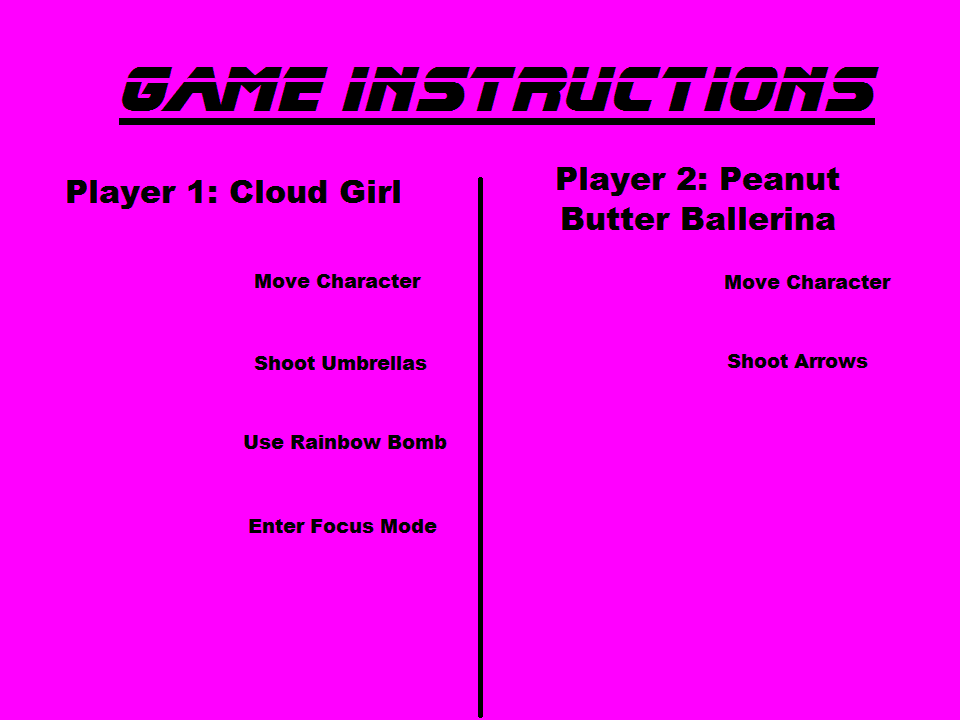 GAME INSTRUCTIONS
Player 1: Cloud Girl
Move Character
Shoot Umbrellas
Use Rainbow Bomb
Enter Focus Mode
Player 2: Peanut
Butter Ballerina
Move Character
Shoot Arrows